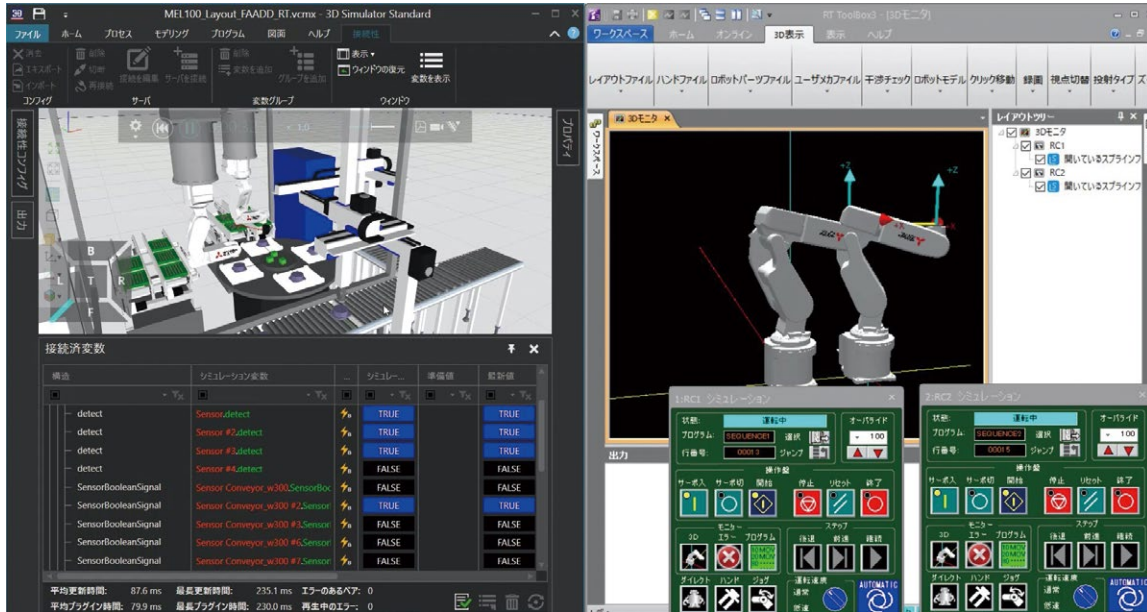 MEL100_Layout_FAADD_RT.vcmx - 3D Simulator Standard
ファイル ホーム プロセス モデリング プログラム 図面 ヘルプ 接続性
消去 エキスポート インポート
コンフィグ
削除 切断 再接続 接続を編集 サーバを接続
サーバ
削除 変数を追加 グループを追加
変数グループ
表示 ウィンドウの復元 変数を表示
ウィンドウ
接続性コンフィグ
出力
プロパティ
B
L T R
F
接続済変数
構造 シミュレーション変数 ... シミュレー... 準備値 最新値
detect Sensor.detect TRUE TRUE
detect Sensor #2.detect TRUE TRUE
detect Sensor #3.detect TRUE TRUE
detect Sensor #4.detect FALSE FALSE
SensorBooleanSignal Sensor Conveyor_w300.SensorBoo FALSE FALSE
SensorBooleanSignal Sensor Conveyor_w300 #2.Sensor TRUE TRUE
SensorBooleanSignal Sensor Conveyor_w300 #3.Sensor FALSE FALSE
SensorBooleanSignal Sensor Conveyor_w300 #6.Sensor FALSE FALSE
SensorBooleanSignal Sensor Conveyor_w300 #7.Sensor FALSE FALSE
平均更新時間: 87.6 ms 最長更新時間: 235.1 ms エラーのあるペア: 0
平均プラグイン時間: 79.9 ms 最長プラグイン時間: 230.0 ms 再生中のエラー: 0
RT ToolBox3 - [3Dモニタ]
ワークスペース ホーム オンライン 3D表示 表示 ヘルプ
レイアウトファイル ハンドファイル ロボットパーツファイル ユーザメカファイル 干渉チェック ロボットモデル クリック移動 録画 視点切替 投射タイプ ズ
ワークスペース
3Dモニタ
レイアウトツリー
3Dモニタ
RC1
開いているスプラインフ
RC2
開いているスプラインフ
+Z
+Z
出力
1:RC1 シミュレーション
状態: 運転中 オーバライド
プログラム: SEQUENCE1 選択 100
行番号: 00013 ジャンプ
操作盤
サーボ入 サーボ切 開始 停止 リセット 終了
モニター ステップ
3D エラー プログラム 後退 前進 継続
ダイレクト ハンド ジョグ 運転速度 AUTOMATIC
通常
低速
2:RC2 シミュレーション
状態: 運転中 オーバライド
プログラム: 選択 100
行番号: 00015 ジャンプ
操作盤
サーボ入 サーボ切 開始 停止 リセット 終了
モニター ステップ
3D エラー プログラム 後退 前進 継続
ダイレクト ハンド ジョグ 運転速度 AUTOMATIC
通常
低速